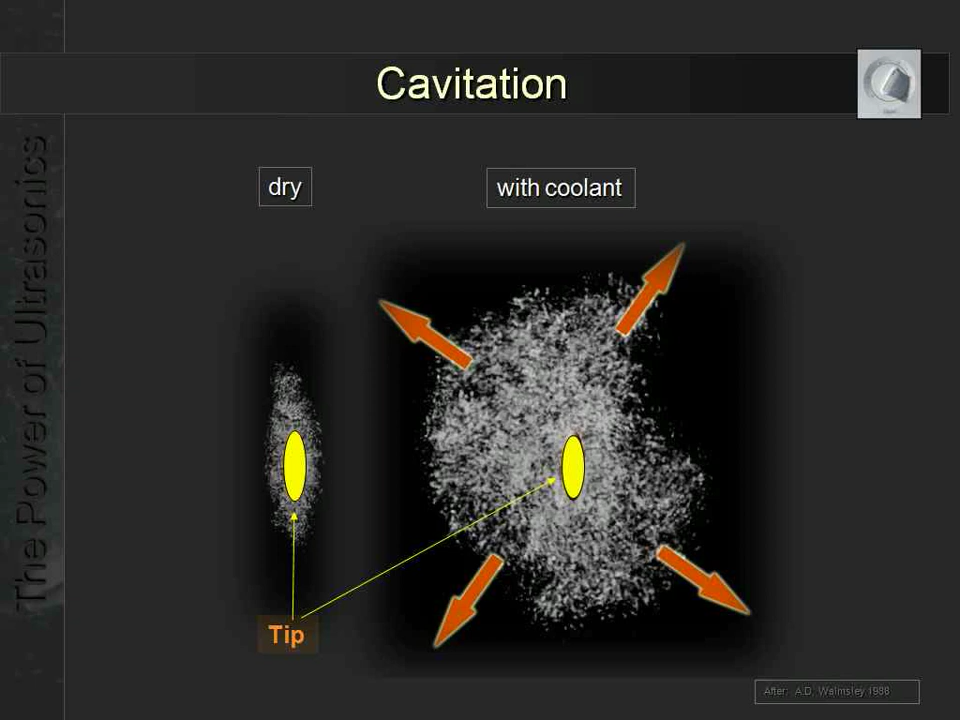 Cavitation
dry
with coolant
The Power of Ultrasonics
Tip
After: A.D. Walmsley 1988